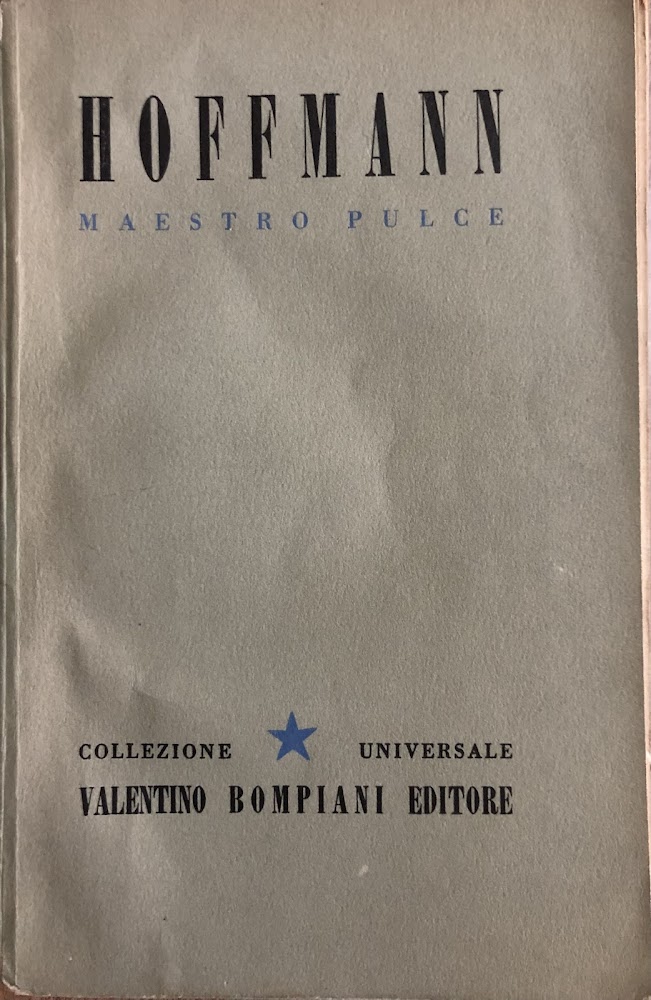 HOFFMANN
MAESTRO PULCE
COLLEZIONE UNIVERSALE
VALENTINO BOMPIANI EDITORE